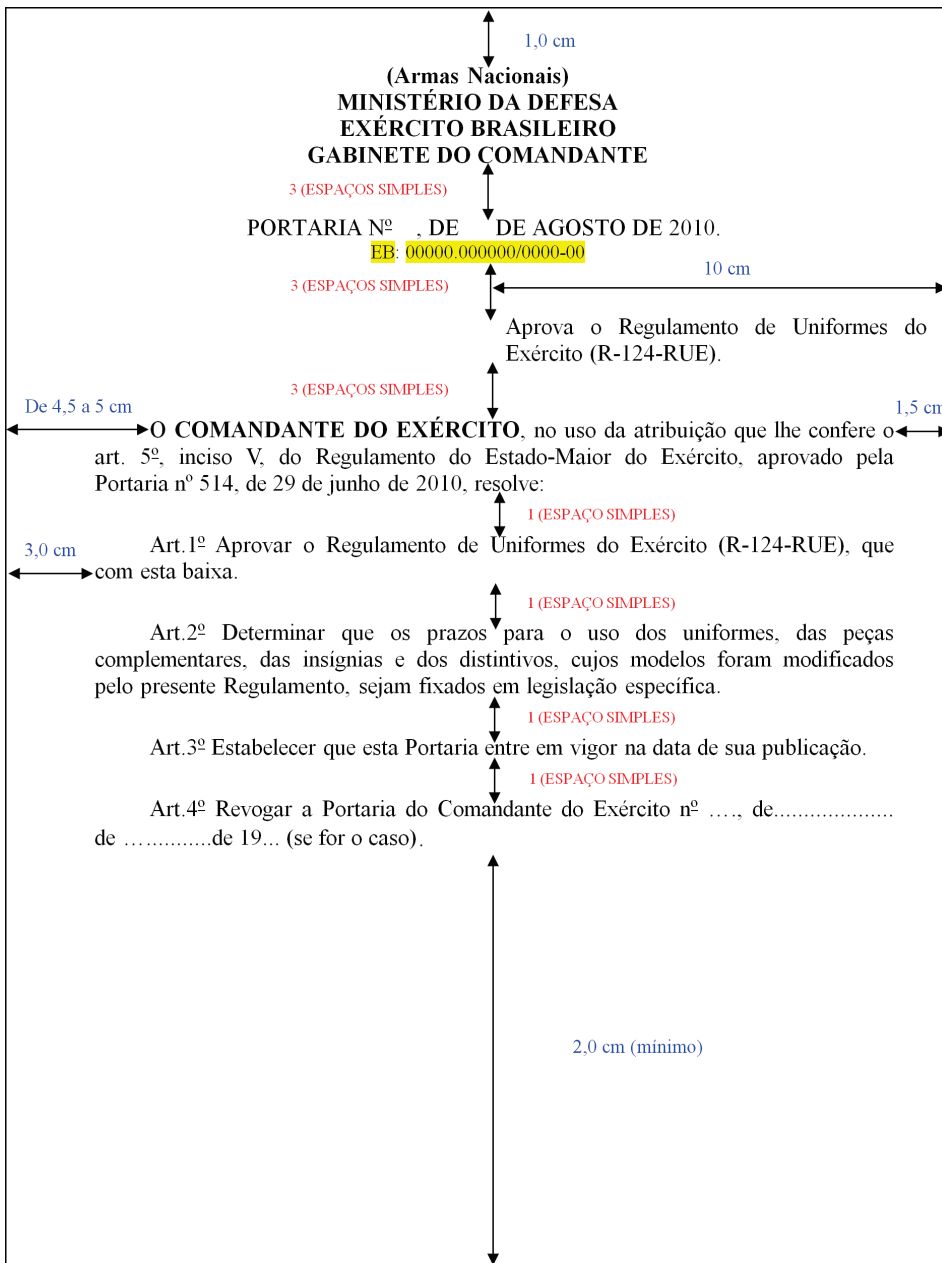 1,0 cm
(Armas Nacionais)
MINISTÉRIO DA DEFESA
EXÉRCITO BRASILEIRO
GABINETE DO COMANDANTE
3 (ESPAÇOS SIMPLES)
PORTARIA Nº , DE DE AGOSTO DE 2010.
EB: 00000.000000/0000-00
10 cm
3 (ESPAÇOS SIMPLES)
Aprova o Regulamento de Uniformes do
Exército (R-124-RUE).
3 (ESPAÇOS SIMPLES)
De 4,5 a 5 cm
1,5 cm
O COMANDANTE DO EXÉRCITO, no uso da atribuição que lhe confere o
art. 5º, inciso V, do Regulamento do Estado-Maior do Exército, aprovado pela
Portaria nº 514, de 29 de junho de 2010, resolve:
1 (ESPAÇO SIMPLES)
3,0 cm
Art.1º Aprovar o Regulamento de Uniformes do Exército (R-124-RUE), que
com esta baixa.
1 (ESPAÇO SIMPLES)
Art.2º Determinar que os prazos para o uso dos uniformes, das peças
complementares, das insígnias e dos distintivos, cujos modelos foram modificados
pelo presente Regulamento, sejam fixados em legislação específica.
1 (ESPAÇO SIMPLES)
Art.3º Estabelecer que esta Portaria entre em vigor na data de sua publicação.
1 (ESPAÇO SIMPLES)
Art.4º Revogar a Portaria do Comandante do Exército nº …., de....................
de ….............de 19... (se for o caso).
2,0 cm (mínimo)